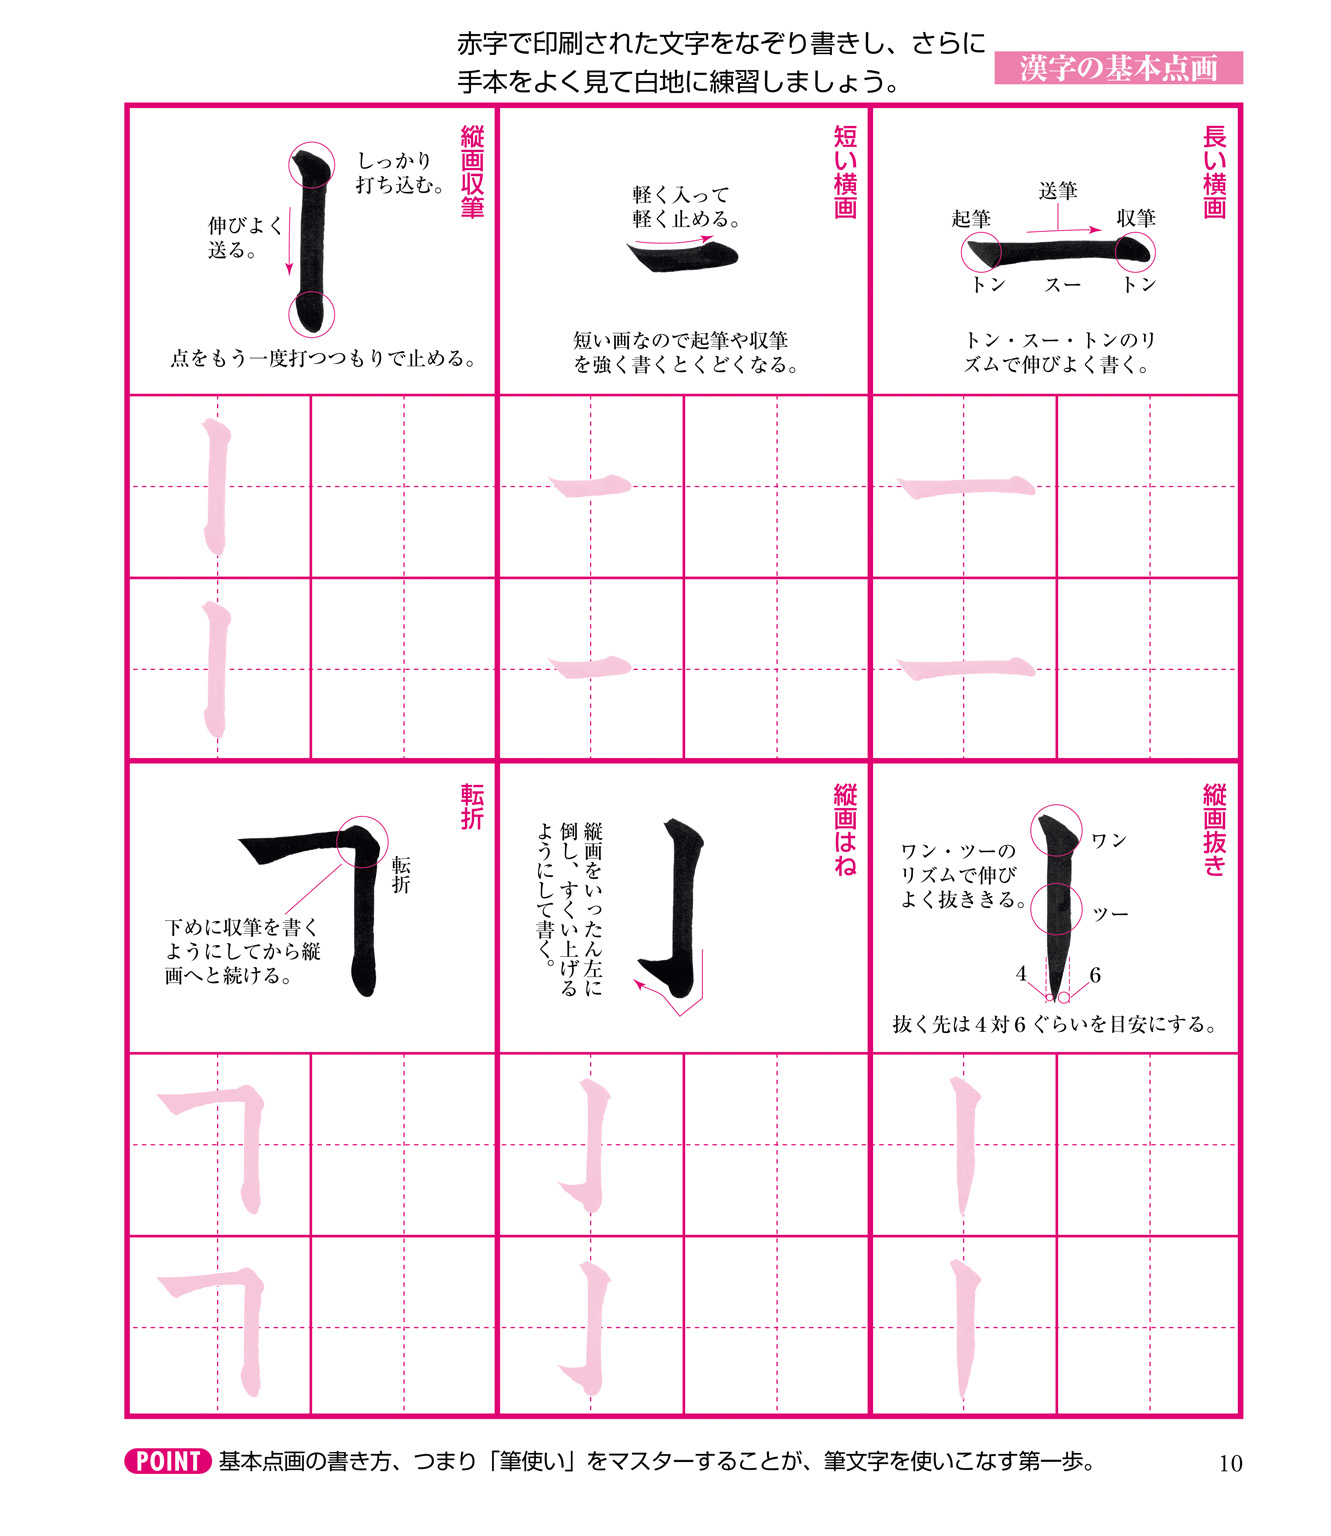 漢字の基本点画
赤字で印刷された文字をなぞり書きし、さらに
手本をよく見て白地に練習しましょう。
長い横画
送筆
起筆
収筆
トン
スー
トン
トン・スー・トンのリ
ズムで伸びよく書く。
短い横画
軽く入って
軽く止める。
短い画なので起筆や収筆
を強く書くとくどくなる。
縦画収筆
しっかり
打ち込む。
伸びよく
送る。
点をもう一度打つつもりで止める。
縦画抜き
ワン
ワン・ツーの
リズムで伸び
よく抜ききる。
ツー
4
6
抜く先は4対6ぐらいを目安にする。
縦画はね
縦画をいったん左に
倒し、すくい上げる
ようにして書く。
転折
転折
下めに収筆を書く
ようにしてから縦
画へと続ける。
POINT 基本点画の書き方、つまり「筆使い」をマスターすることが、筆文字を使いこなす第一歩。
10